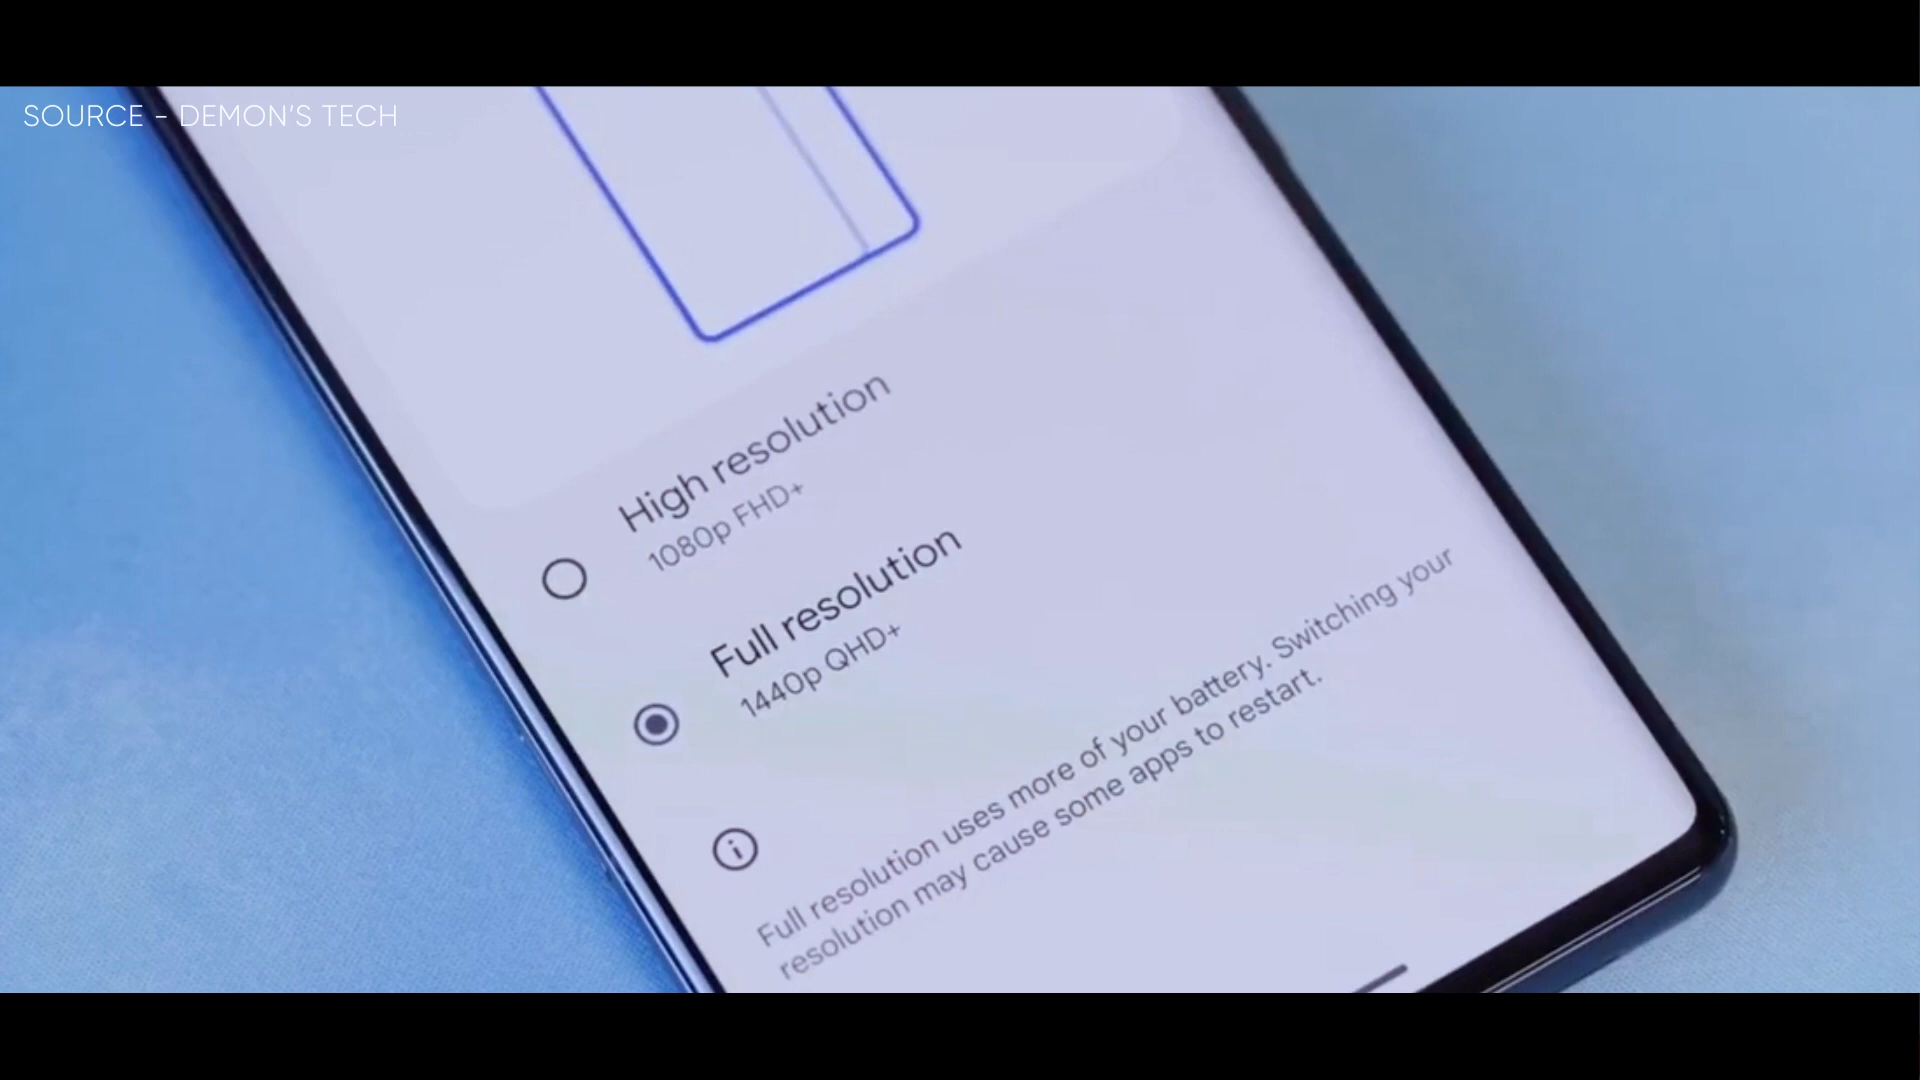 SOURCE - DEMON'S TECH
High resolution
1080p FHD+
Full resolution
1440p QHD+
Full resolution uses more of your battery. Switching your
resolution may cause some apps to restart.